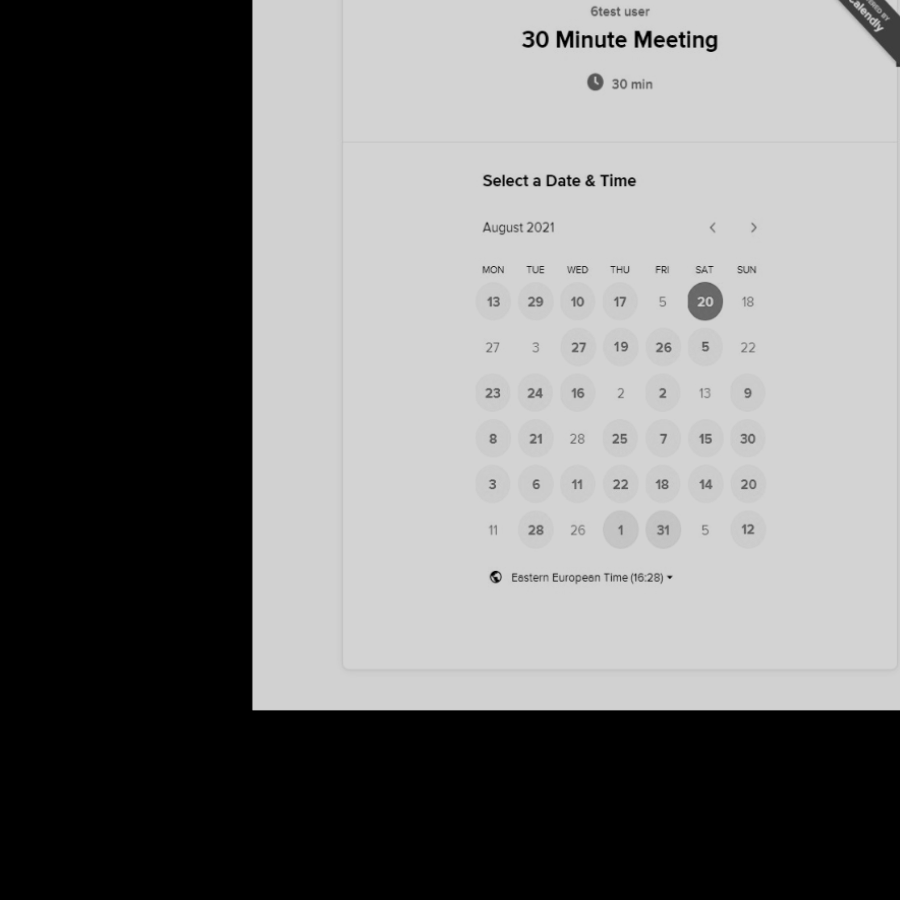 6test user
30 Minute Meeting
30 min
Select a Date & Time
August 2021
MON TUE WED THU FRI SAT SUN
13 29 10 17 5 20 18
27 3 27 19 26 5 22
23 24 16 2 2 13 9
8 21 28 25 7 15 30
3 6 11 22 18 14 20
11 28 26 1 31 5 12
Eastern European Time (16:28)